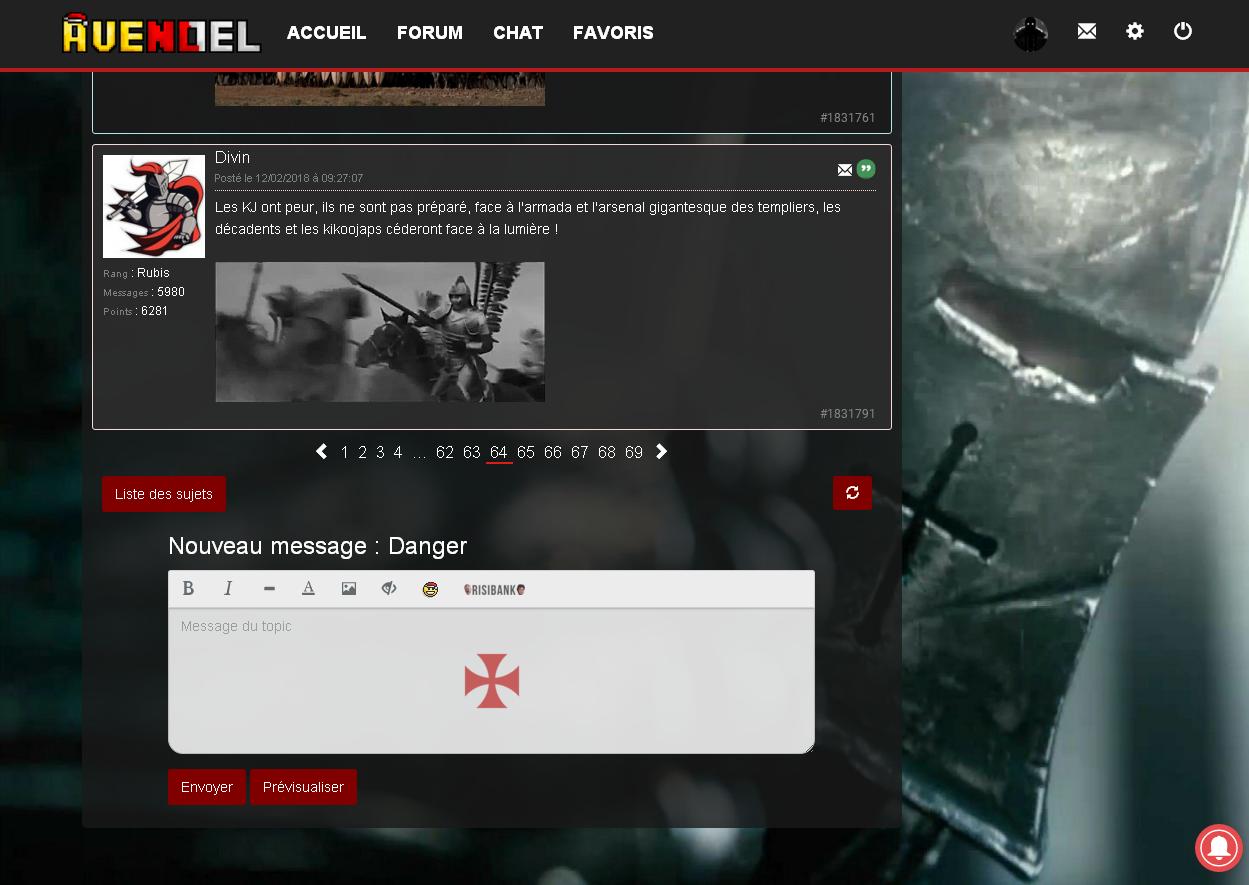 AVENOEL
ACCUEIL FORUM CHAT FAVORIS
#1831761
Divin
Posté le 12/02/2018 à 09:27:07
Les KJ ont peur, ils ne sont pas préparé, face à l'armada et l'arsenal gigantesque des templiers, les
décadents et les kikoojaps céderont face à la lumière !
Rang : Rubis
Messages : 5980
Points : 6281
#1831791
1 2 3 4 ... 62 63 64 65 66 67 68 69
Liste des sujets
Nouveau message : Danger
B I A RISIBANK
Message du topic
Envoyer Prévisualiser